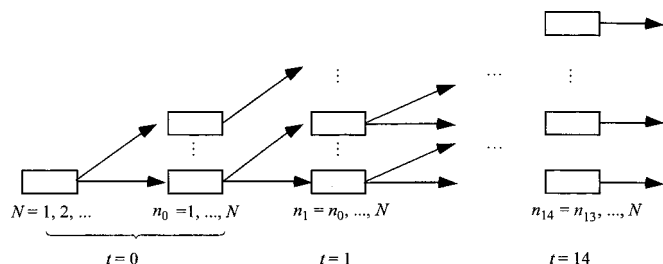 N = 1, 2, ...
n₀ = 1, ..., N
n₁ = n₀, ..., N
n₁₄ = n₁₃, ..., N
t = 0
t = 1
t = 14